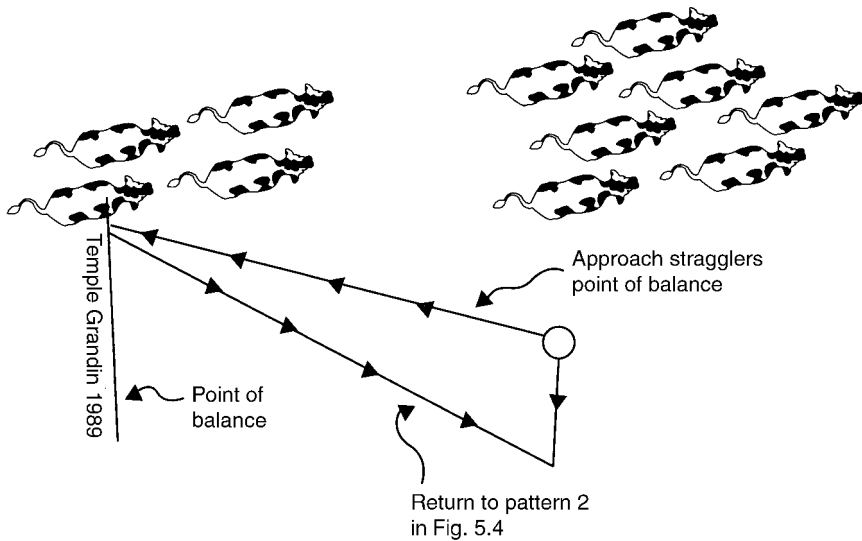 Approach stragglers
point of balance
Temple Grandin 1989
Point of
balance
Return to pattern 2
in Fig. 5.4